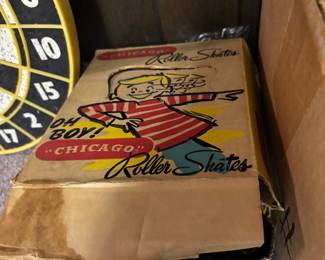 "CHICAGO"
Roller Skates
OH
BOY!
"CHICAGO"
Roller Skates
10
15
2
17